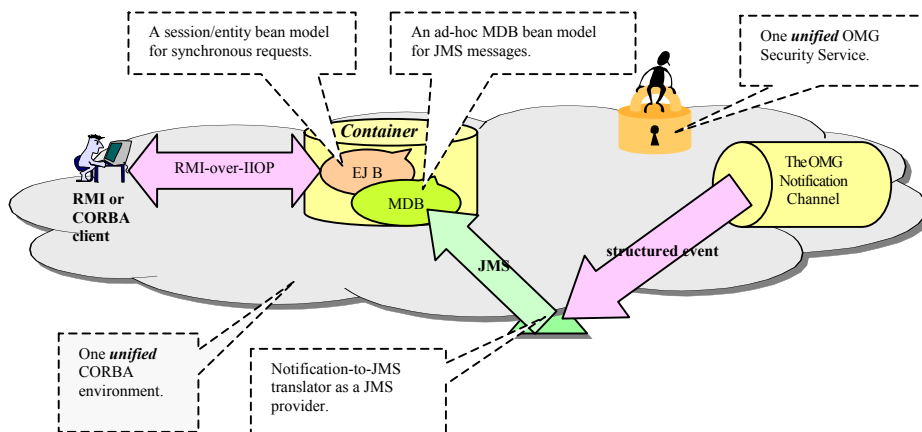 A session/entity bean model
for synchronous requests.
An ad-hoc MDB bean model
for JMS messages.
One unified OMG
Security Service.
Container
RMI-over-IIOP
EJ B
MDB
The OMG
Notification
Channel
RMI or
CORBA
client
JMS
structured event
One unified
CORBA
environment.
Notification-to-JMS
translator as a JMS
provider.